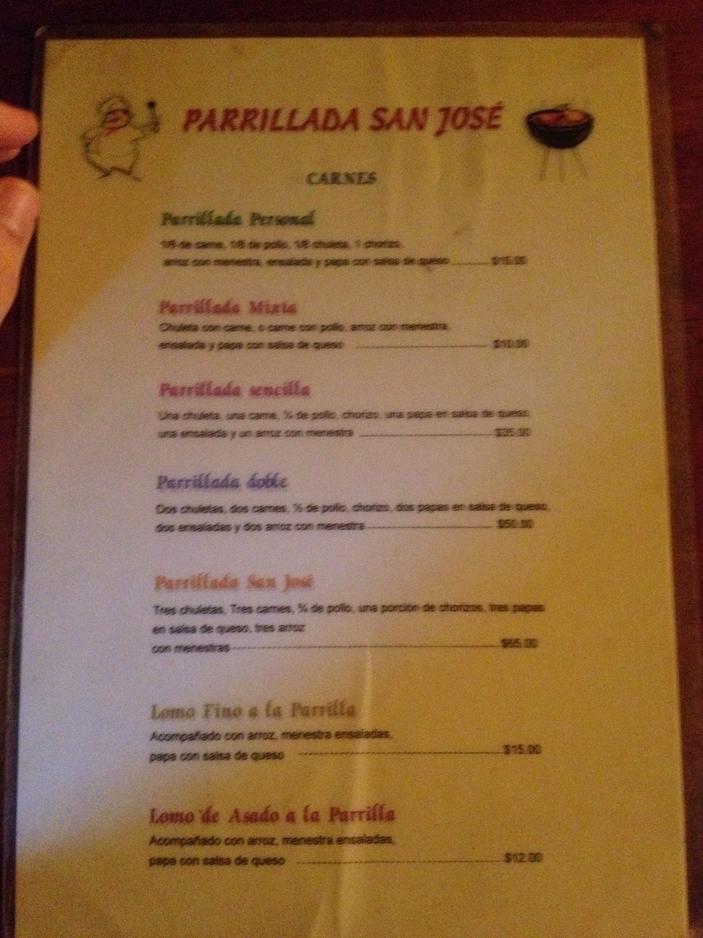 PARRILLADA SAN JOSÉ
CARNES
Parrillada Personal
1/8 de carne, 1/8 de pollo, 1/8 chuleta, 1 chorizo,
arroz con menestra, ensalada y papa con salsa de queso ........... $15.00
Parrillada Mixta
Chuleta con carne, o carne con pollo, arroz con menestra,
ensalada y papa con salsa de queso ........... $10.00
Parrillada sencilla
Una chuleta, una carne, ¼ de pollo, chorizo, una papa en salsa de queso,
una ensalada y un arroz con menestra ........... $35.00
Parrillada doble
Dos chuletas, dos carnes, ½ de pollo, chorizo, dos papas en salsa de queso,
dos ensaladas y dos arroz con menestra ----------- $50.00
Parrillada San José
Tres chuletas, Tres carnes, ¾ de pollo, una porción de chorizos, tres papas
en salsa de queso, tres arroz
con menestras ----------- $65.00
Lomo Fino a la Parrilla
Acompañado con arroz, menestra ensaladas,
papa con salsa de queso ----------- $15.00
Lomo de Asado a la Parrilla
Acompañado con arroz, menestra ensaladas,
papa con salsa de queso ----------- $12.00